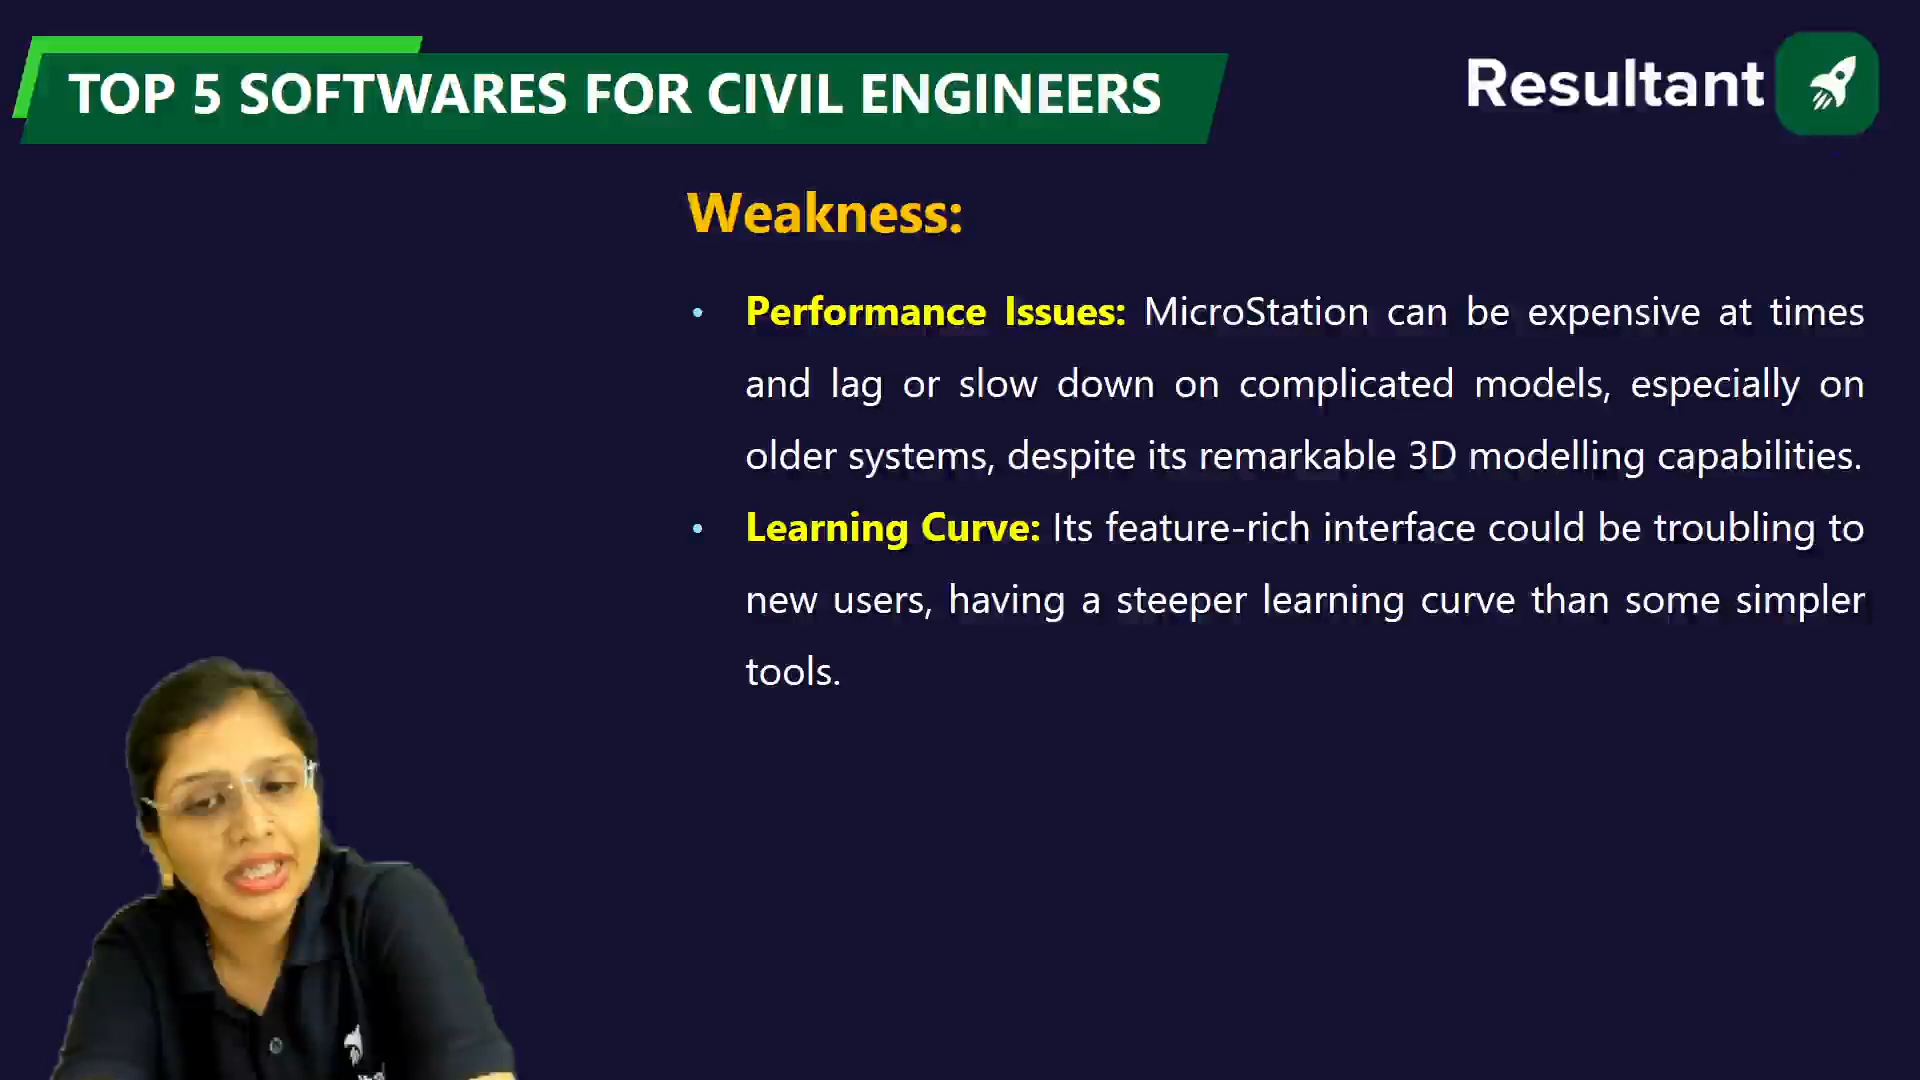 TOP 5 SOFTWARES FOR CIVIL ENGINEERS
Resultant
Weakness:
• Performance Issues: MicroStation can be expensive at times
and lag or slow down on complicated models, especially on
older systems, despite its remarkable 3D modelling capabilities.
• Learning Curve: Its feature-rich interface could be troubling to
new users, having a steeper learning curve than some simpler
tools.